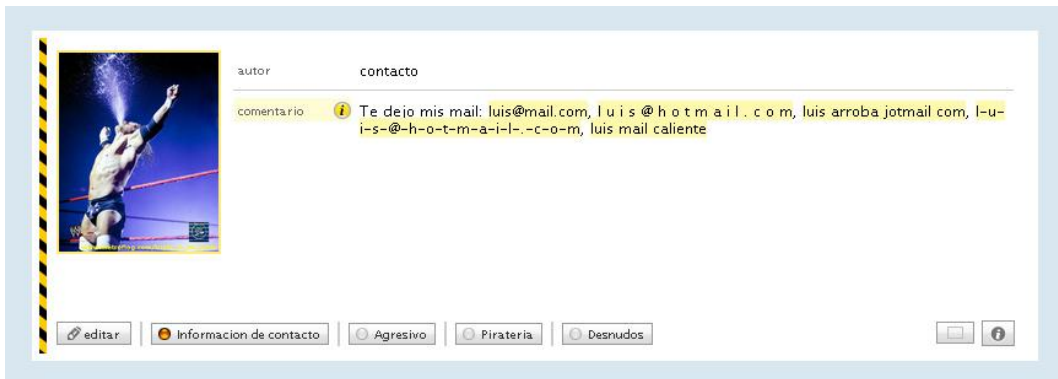 autor contacto
comentario Te dejo mis mail: luis@mail.com, l u i s @ h o t m a i l . c o m, luis arroba jotmail com, l-u-
i-s-@-h-o-t-m-a-i-l-.-c-o-m, luis mail caliente
editar Informacion de contacto Agresivo Pirateria Desnudos